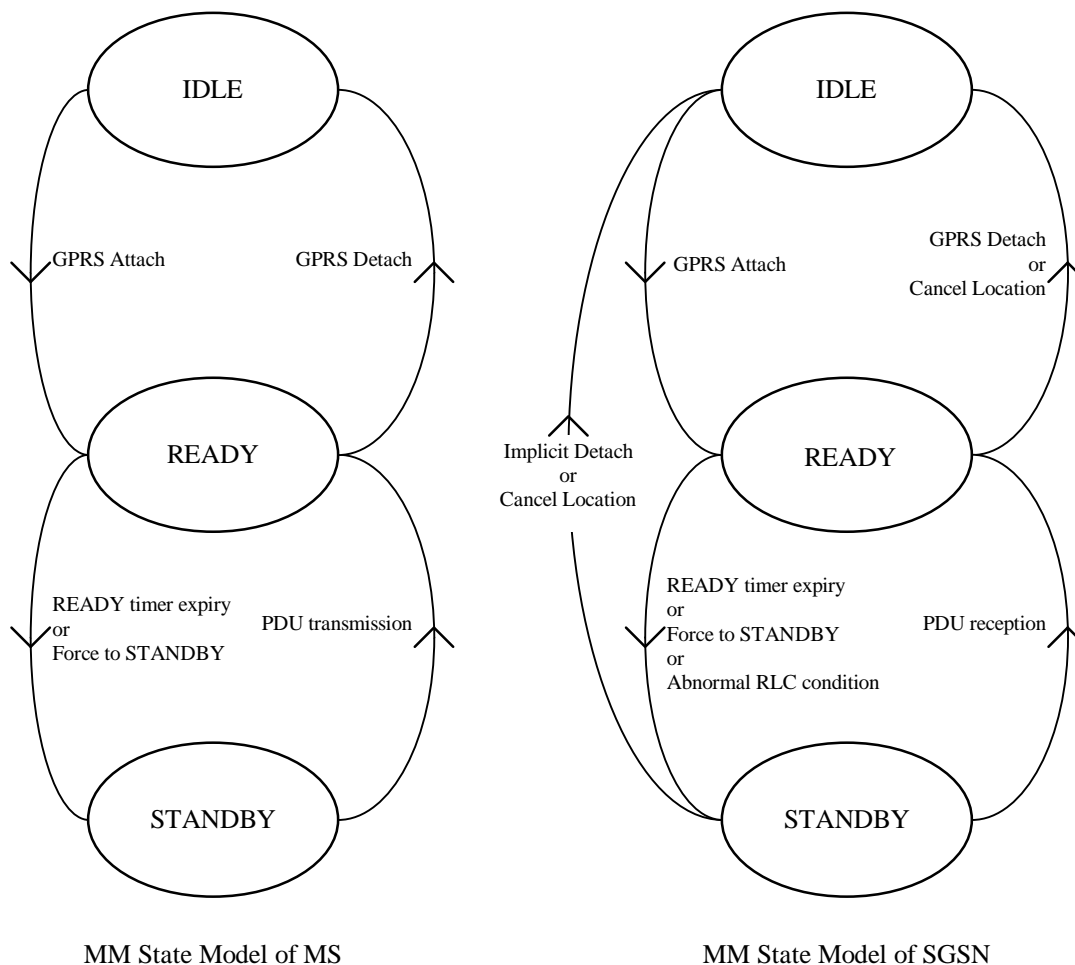 IDLE
GPRS Attach
GPRS Detach
READY
READY timer expiry
or
Force to STANDBY
PDU transmission
STANDBY
MM State Model of MS
IDLE
GPRS Attach
GPRS Detach
or
Cancel Location
Implicit Detach
or
Cancel Location
READY
READY timer expiry
or
Force to STANDBY
or
Abnormal RLC condition
PDU reception
STANDBY
MM State Model of SGSN